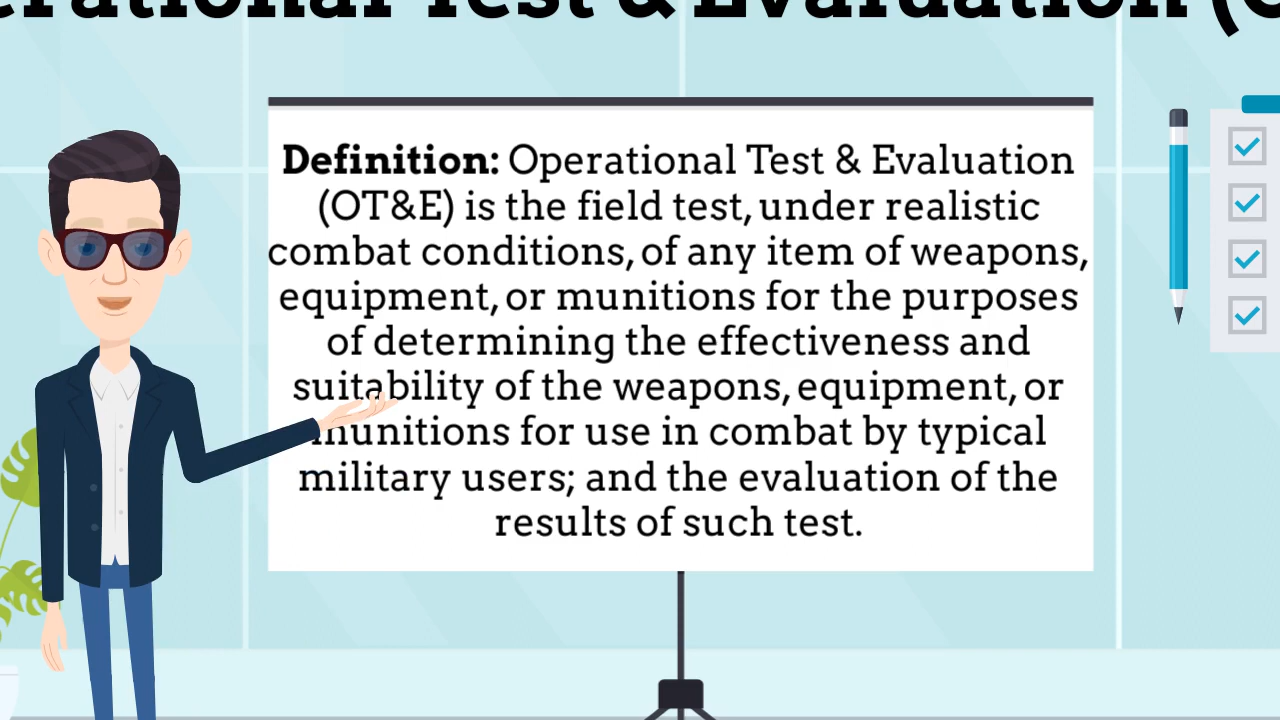 Test & Evaluation
Definition: Operational Test & Evaluation
(OT&E) is the field test, under realistic
combat conditions, of any item of weapons,
equipment, or munitions for the purposes
of determining the effectiveness and
suitability of the weapons, equipment, or
munitions for use in combat by typical
military users; and the evaluation of the
results of such test.